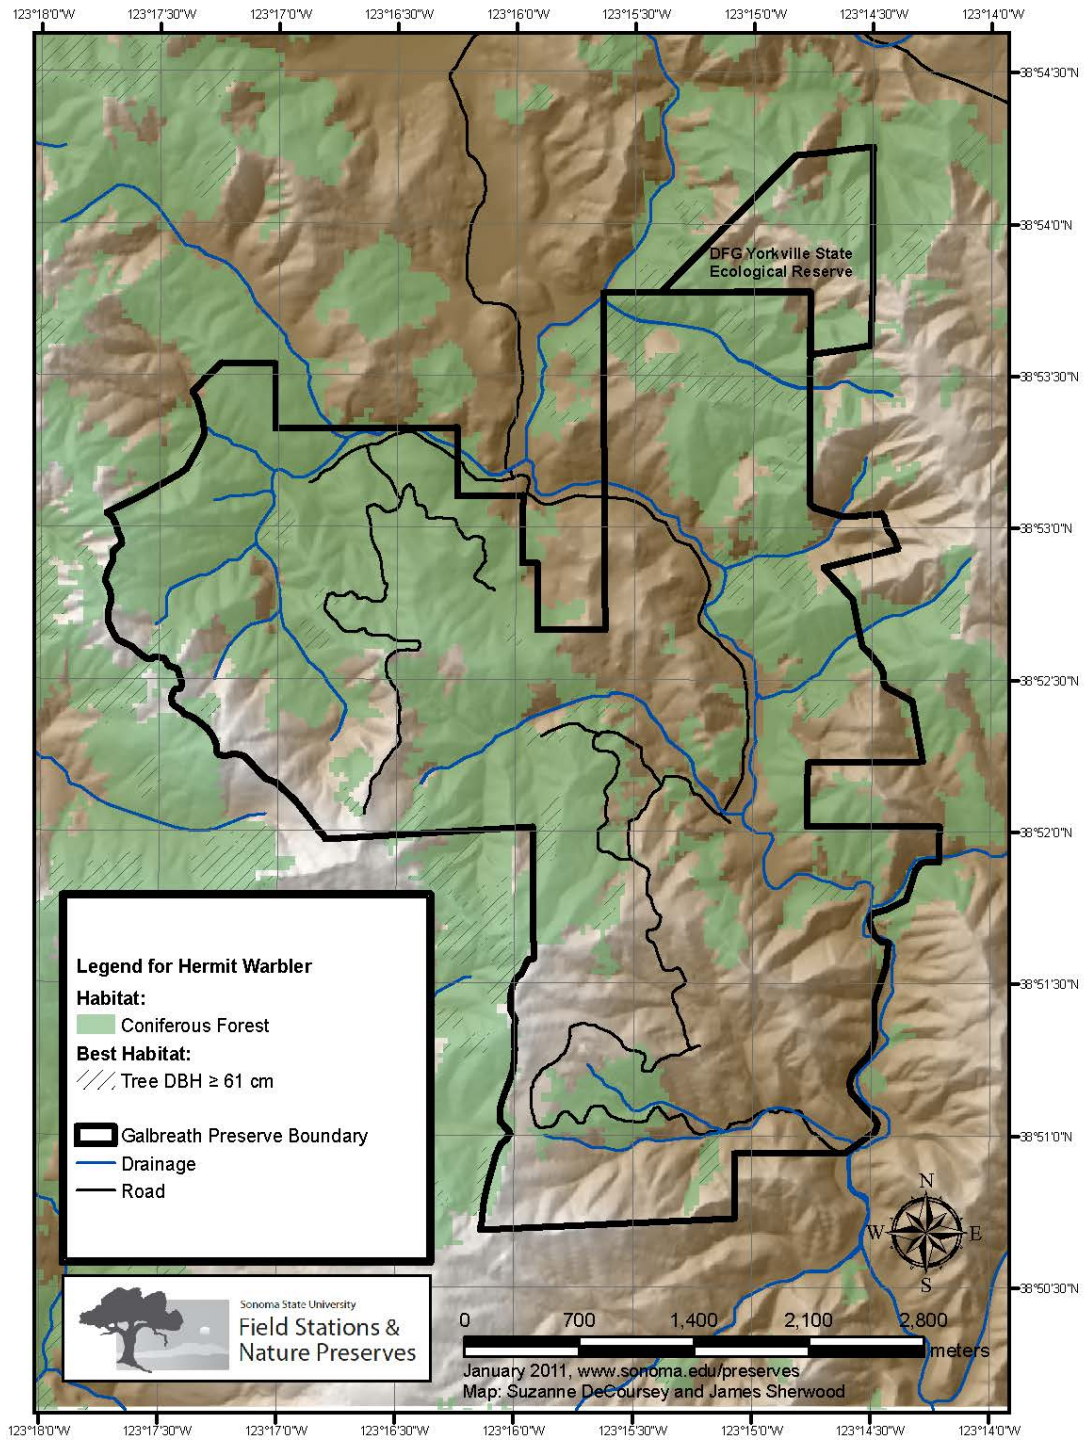 123°18'0"W 123°17'30"W 123°17'0"W 123°16'30"W 123°16'0"W 123°15'30"W 123°15'0"W 123°14'30"W 123°14'0"W
38°54'30"N
38°54'0"N
DFG Yorkville State
Ecological Reserve
38°53'30"N
38°53'0"N
38°52'30"N
38°52'0"N
38°51'30"N
38°51'0"N
38°50'30"N
Legend for Hermit Warbler
Habitat:
Coniferous Forest
Best Habitat:
Tree DBH ≥ 61 cm
Galbreath Preserve Boundary
Drainage
Road
N
W E
S
Sonoma State University
Field Stations &
Nature Preserves
0 700 1,400 2,100 2,800
meters
January 2011, www.sonoma.edu/preserves
Map: Suzanne DeCoursey and James Sherwood
123°18'0"W 123°17'30"W 123°17'0"W 123°16'30"W 123°16'0"W 123°15'30"W 123°15'0"W 123°14'30"W 123°14'0"W